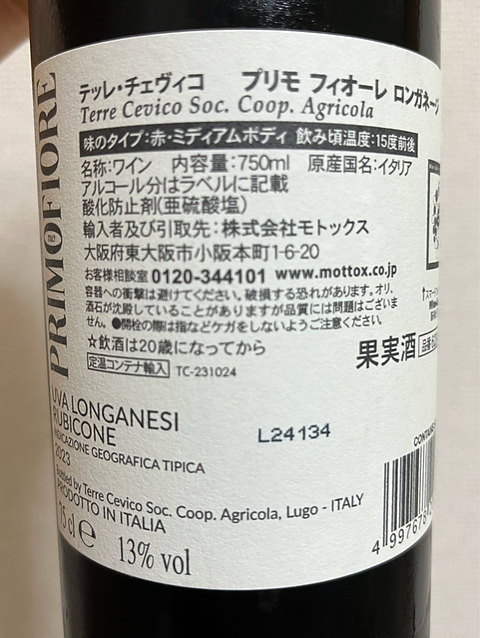 PRIMOFIORE
テッレ・チェヴィコ プリモ フィオーレ ロンガネージ
Terre Cevico Soc. Coop. Agricola
味のタイプ:赤・ミディアムボディ 飲み頃温度:15度前後
名称:ワイン 内容量:750ml 原産国名:イタリア
アルコール分はラベルに記載
酸化防止剤(亜硫酸塩)
輸入者及び引取先:株式会社モトックス
大阪府東大阪市小阪本町1-6-20
お客様相談室 0120-344101 www.mottox.co.jp
容器への衝撃は避けてください。破損する恐れがあります。オリ、
酒石が沈殿していることがありますが品質には問題はございま
せん。●開栓の際は指などケガをしないようご注意ください。
☆飲酒は20歳になってから
果実酒
定温コンテナ輸入 TC-231024
UVA LONGANESI
RUBICONE
INDICAZIONE GEOGRAFICA TIPICA
2023
L24134
Bottled by Terre Cevico Soc. Coop. Agricola, Lugo - ITALY
PRODOTTO IN ITALIA
75 cl e 13% vol